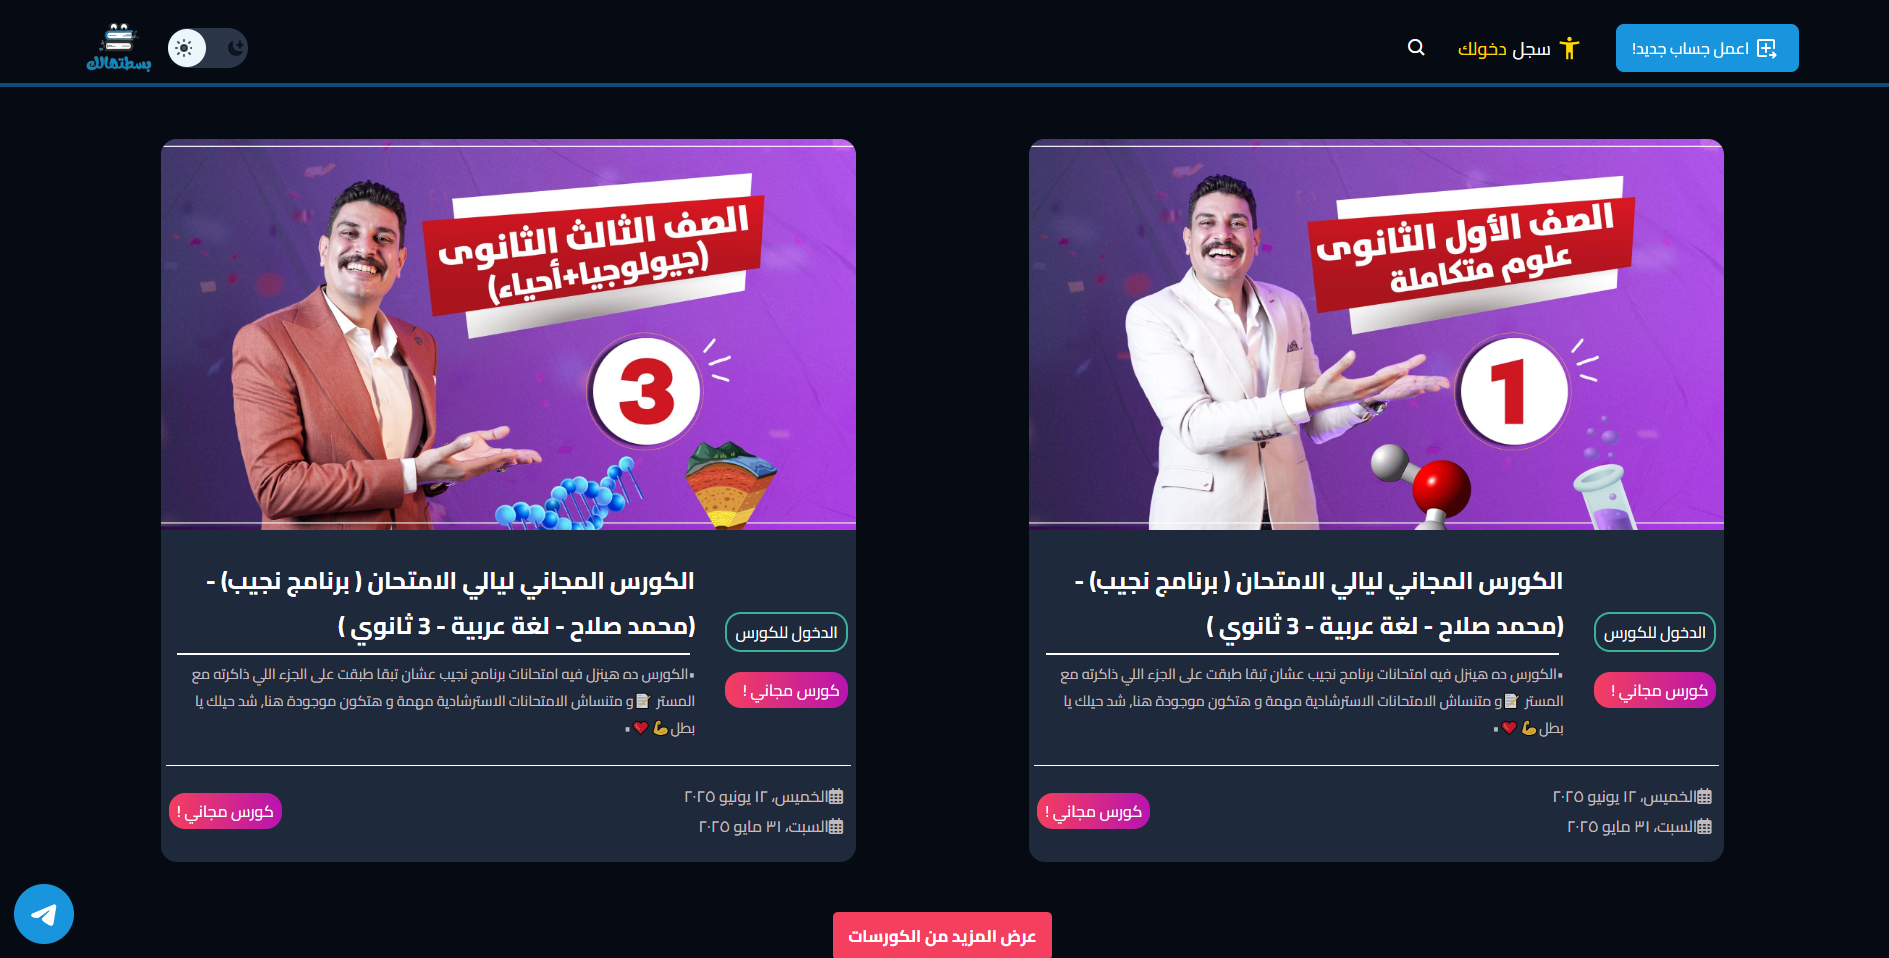 اعمل جساب جديد!
سجل دخولك
بسطتهالك
الصف الأول الثانوى
علوم متكاملة
1
الكورس المجاني ليالي الامتحان ( برنامج نجيب) -
(محمد صلاح - لغة عربية - 3 ثانوي )
الدخول للكورس
كورس مجاني !
▪الكورس ده هينزل فيه امتحانات برنامج نجيب عشان تبقا طبقت على الجزء اللي ذاكرته مع
المستر 📝و متنساش الامتحانات الاسترشادية مهمة و هتكون موجودة هنا, شد حيلك يا
بطل💪❤️▪
الخميس، ١٢ يونيو ٢٠٢٥
السبت، ٣١ مايو ٢٠٢٥
كورس مجاني !
الصف الثالث الثانوى
(جيولوجيا+أحياء)
3
الكورس المجاني ليالي الامتحان ( برنامج نجيب) -
(محمد صلاح - لغة عربية - 3 ثانوي )
الدخول للكورس
كورس مجاني !
▪الكورس ده هينزل فيه امتحانات برنامج نجيب عشان تبقا طبقت على الجزء اللي ذاكرته مع
المستر 📝و متنساش الامتحانات الاسترشادية مهمة و هتكون موجودة هنا, شد حيلك يا
بطل💪❤️▪
الخميس، ١٢ يونيو ٢٠٢٥
السبت، ٣١ مايو ٢٠٢٥
كورس مجاني !
عرض المزيد من الكورسات